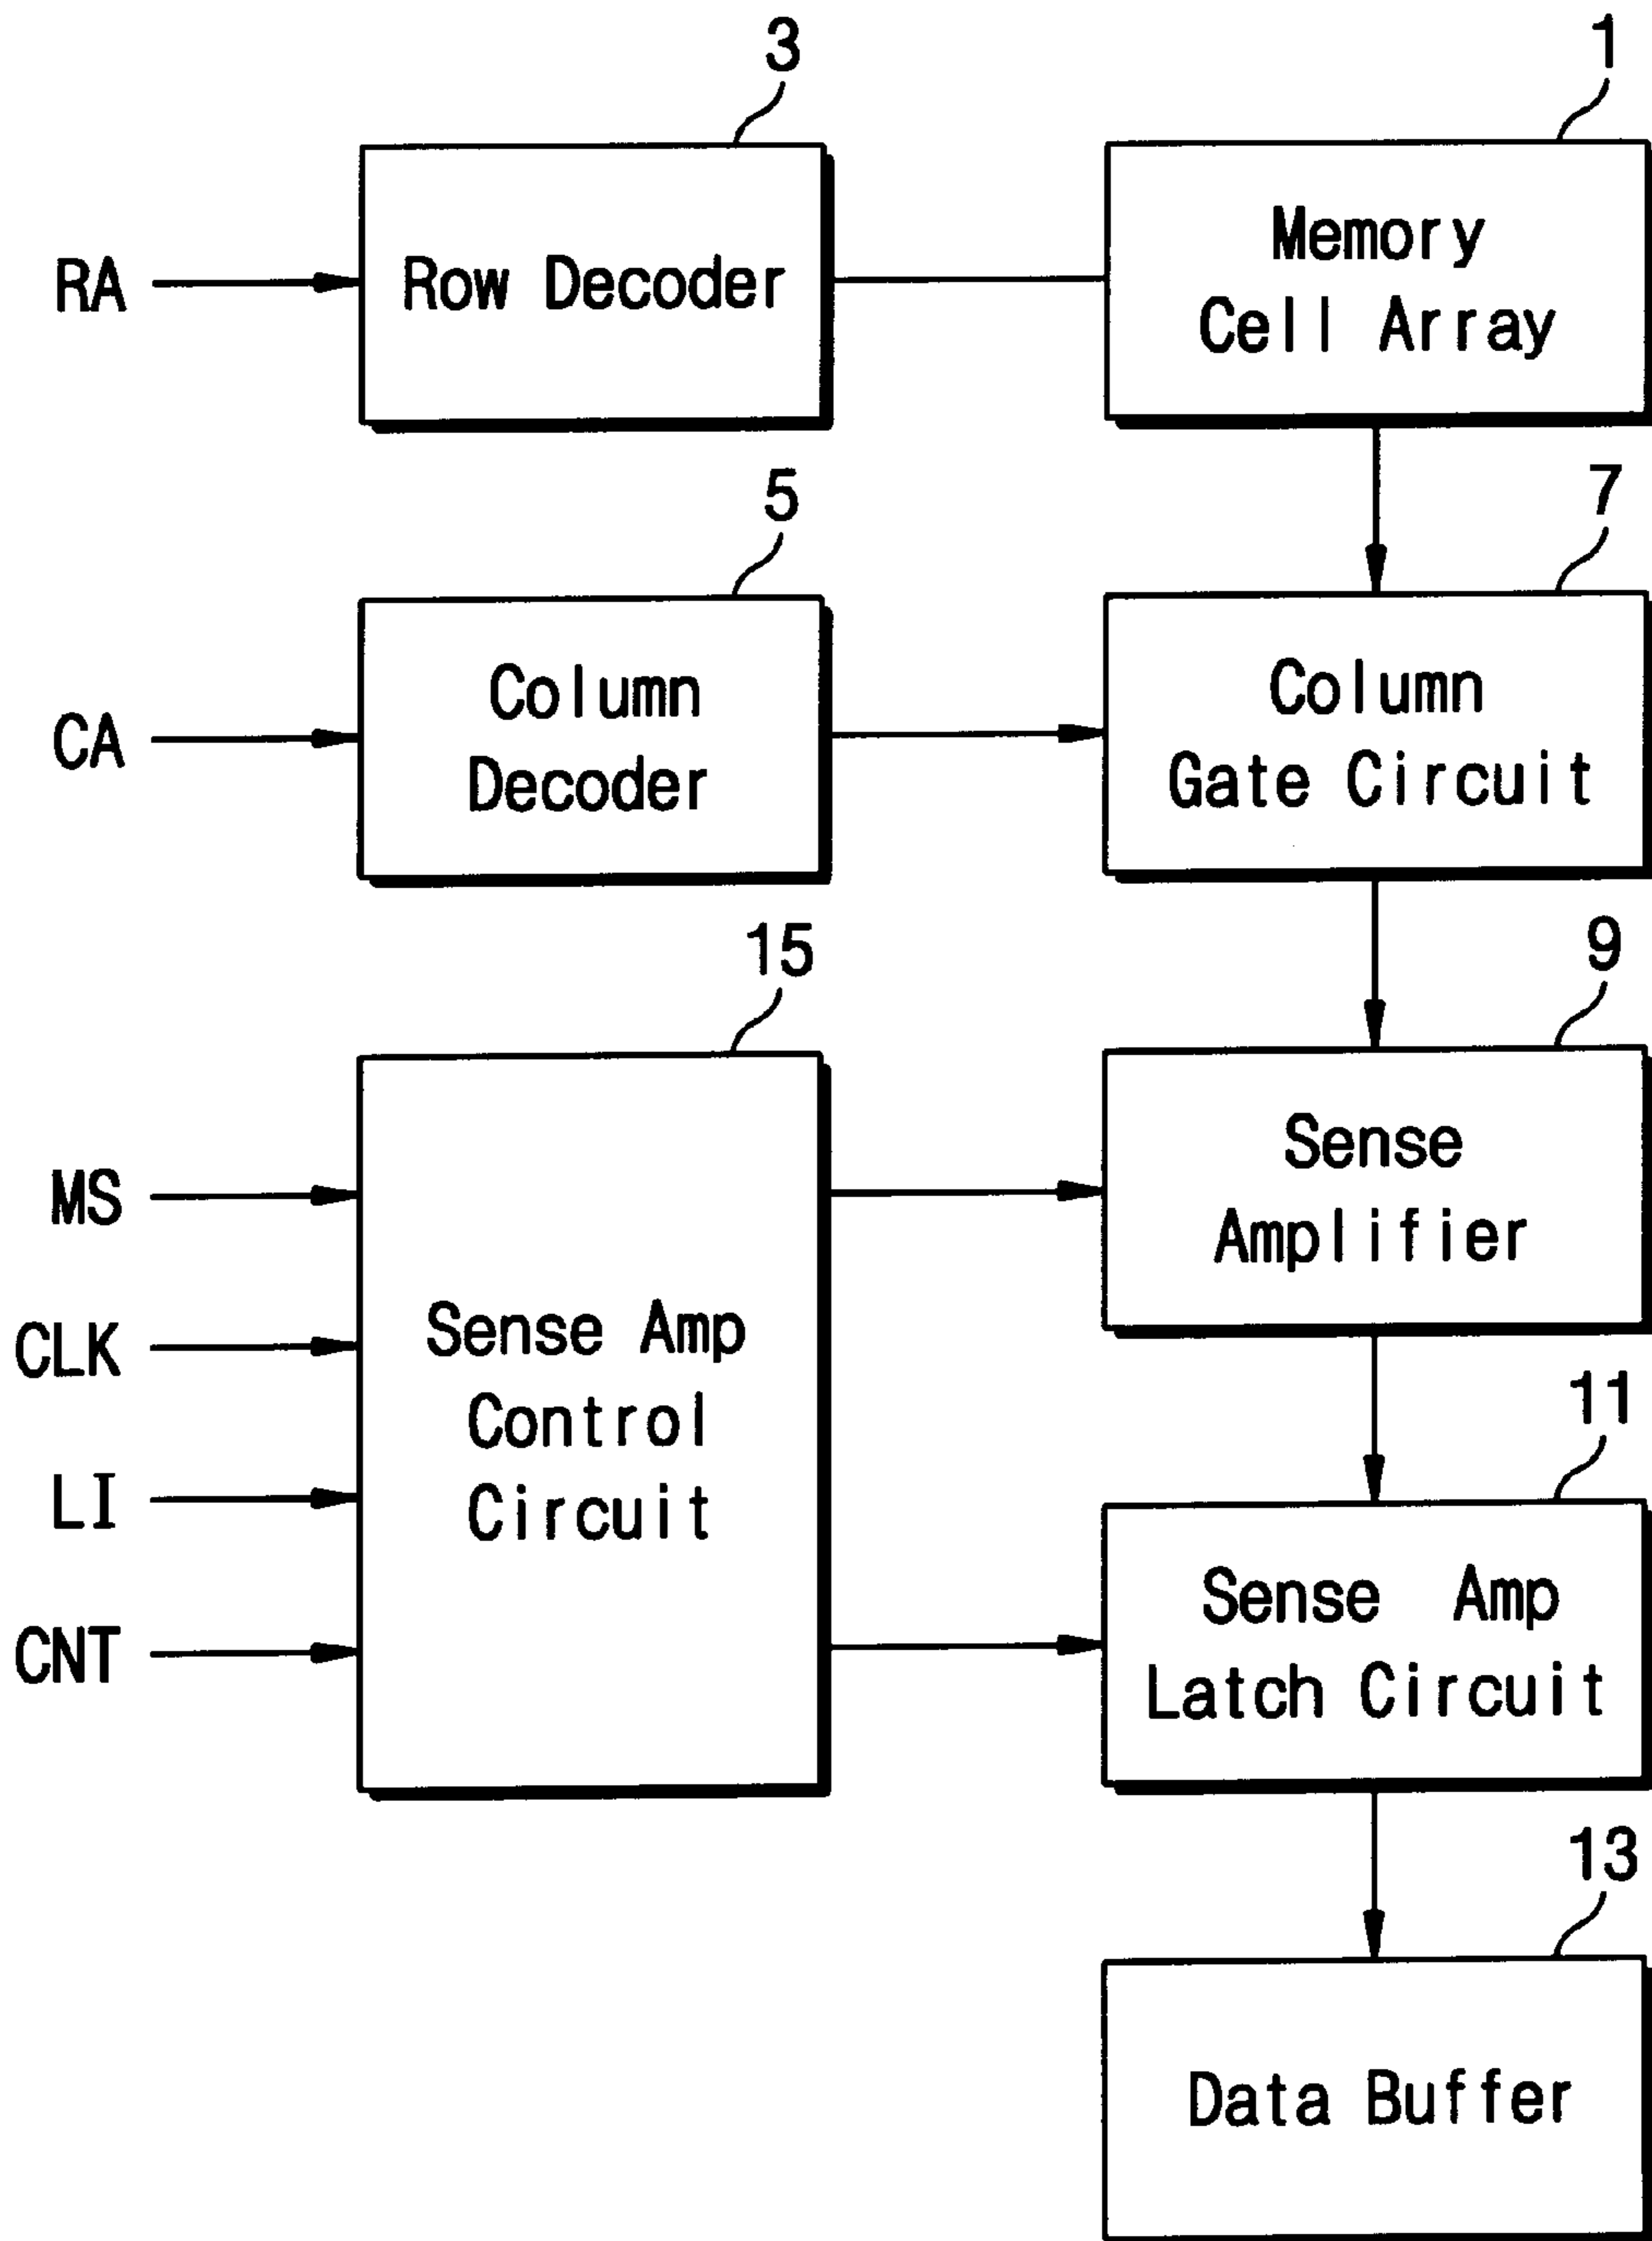 3
1
RA
Row Decoder
Memory
Cell Array
5
7
CA
Column
Decoder
Column
Gate Circuit
15
9
MS
CLK
LI
CNT
Sense Amp
Control
Circuit
Sense
Amplifier
11
Sense Amp
Latch Circuit
13
Data Buffer